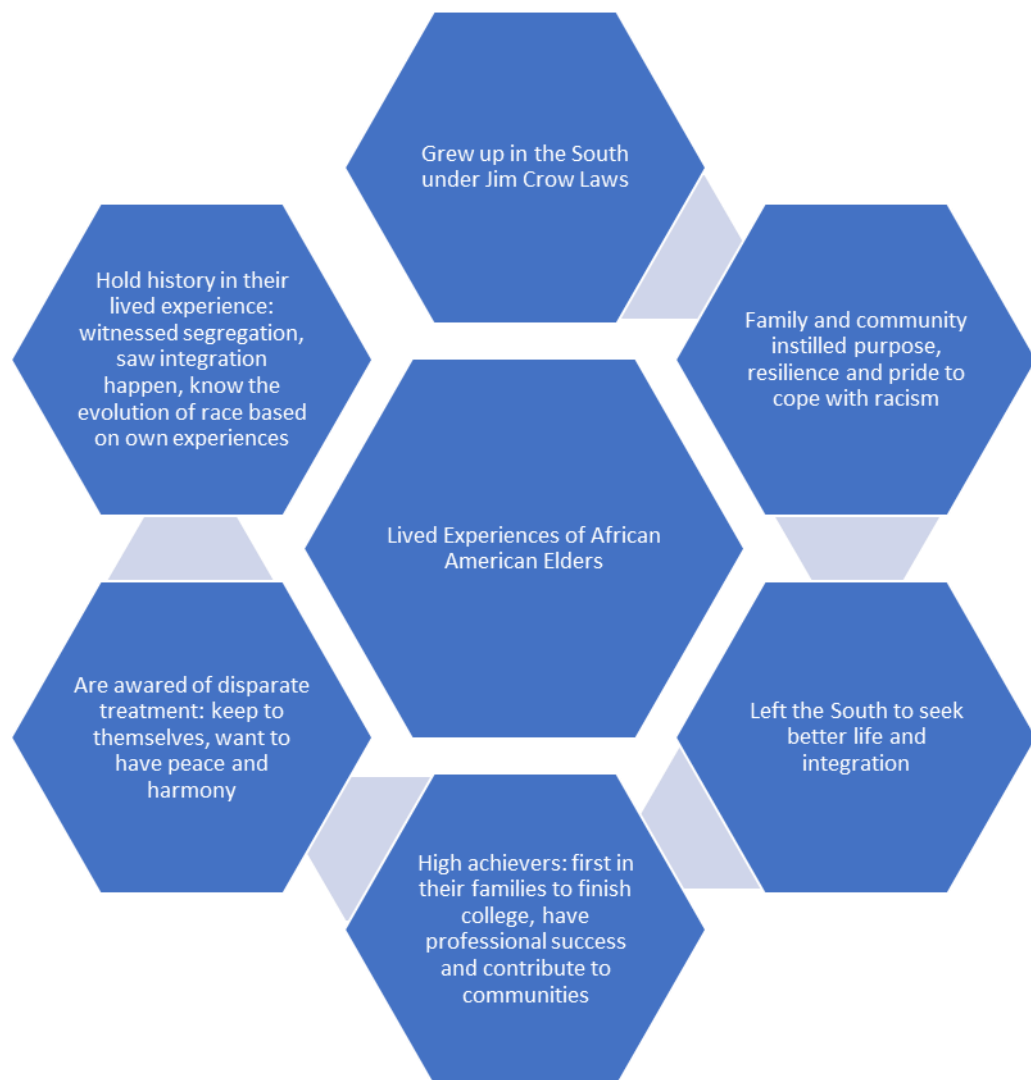 Grew up in the South
under Jim Crow Laws
Family and community
instilled purpose,
resilience and pride to
cope with racism
Left the South to seek
better life and
integration
High achievers: first in
their families to finish
college, have
professional success
and contribute to
communities
Are awared of disparate
treatment: keep to
themselves, want to
have peace and
harmony
Hold history in their
lived experience:
witnessed segregation,
saw integration
happen, know the
evolution of race based
on own experiences
Lived Experiences of African
American Elders